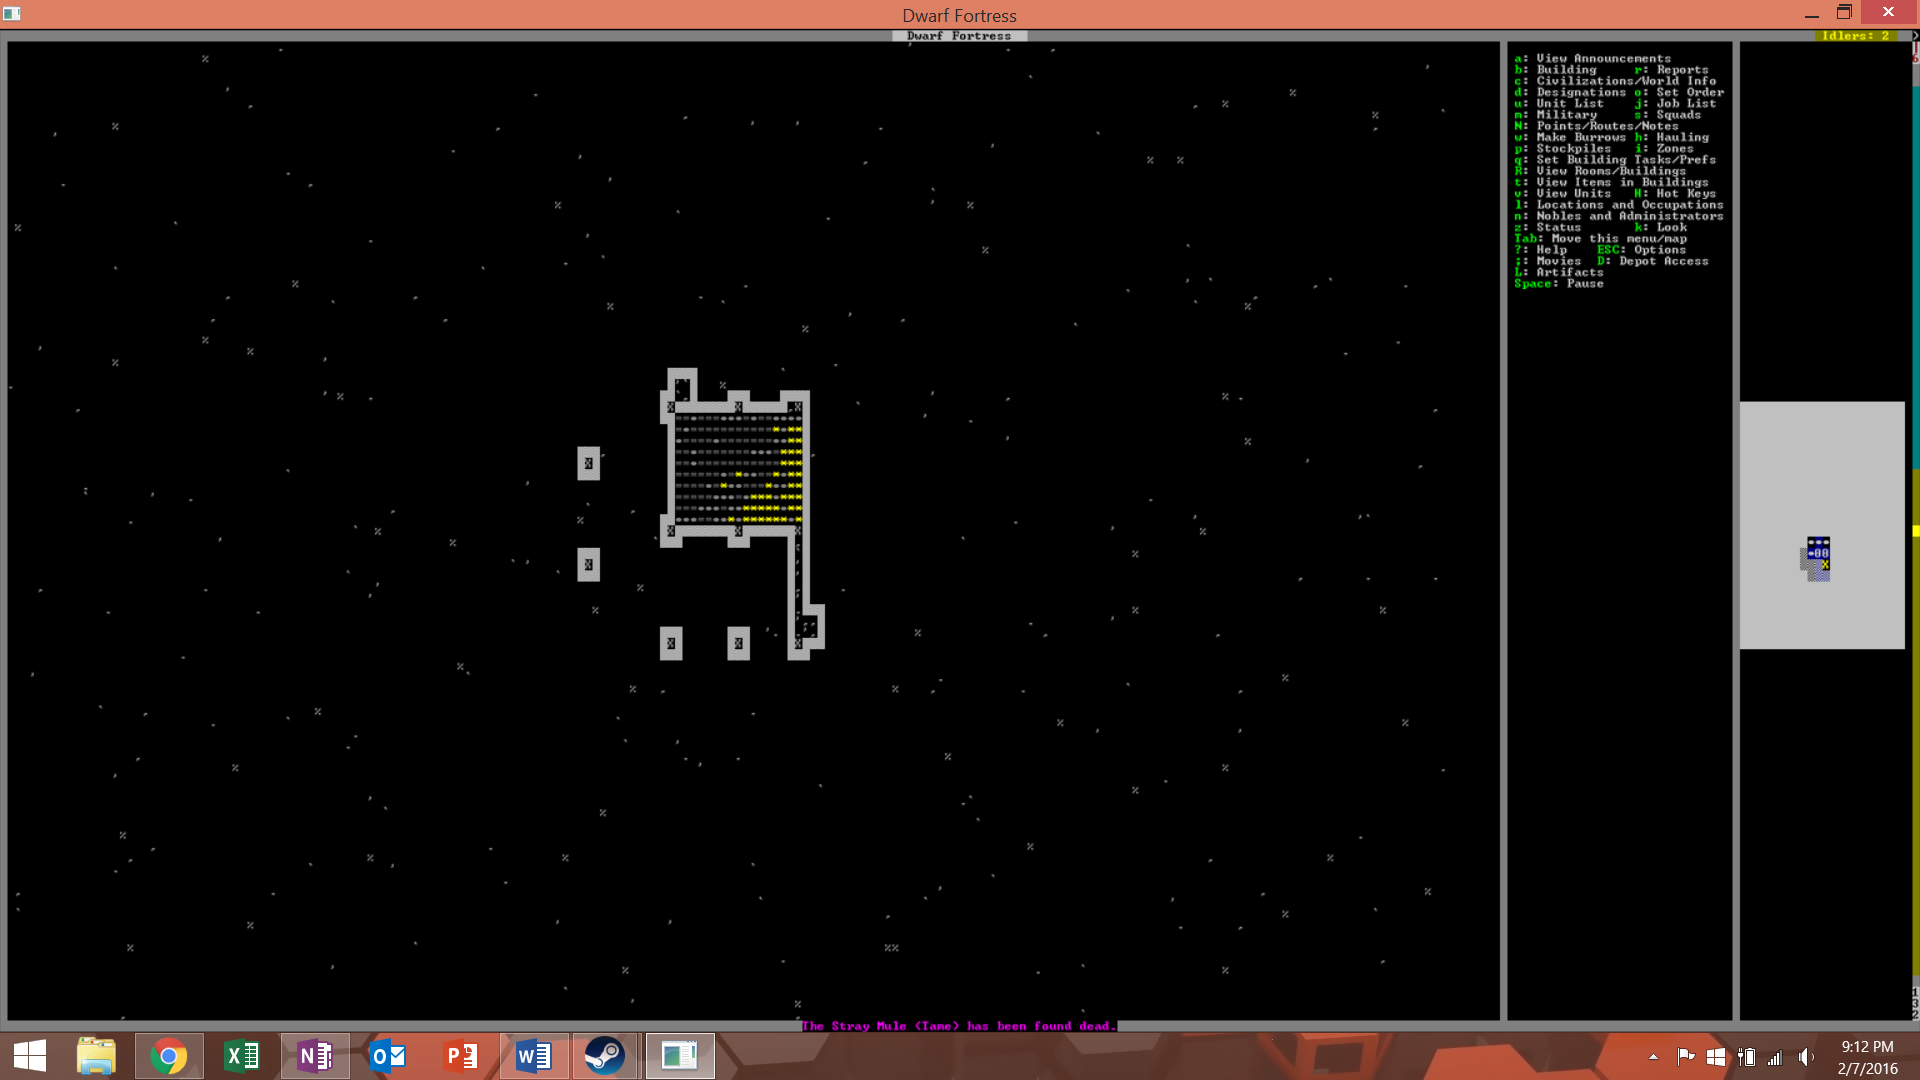 Dwarf Fortress
Dwarf Fortress
Idlers: 2
a: View Announcements
b: Building r: Reports
c: Civilizations/World Info
d: Designations o: Set Order
u: Unit List j: Job List
m: Military s: Squads
N: Points/Routes/Notes
w: Make Burrows h: Hauling
p: Stockpiles i: Zones
q: Set Building Tasks/Prefs
R: View Rooms/Buildings
t: View Items in Buildings
v: View Units H: Hot Keys
l: Locations and Occupations
n: Nobles and Administrators
z: Status k: Look
Tab: Move this menu/map
?: Help ESC: Options
;: Movies D: Depot Access
L: Artifacts
Space: Pause
The Stray Mule (Tame) has been found dead.
9:12 PM
2/7/2016